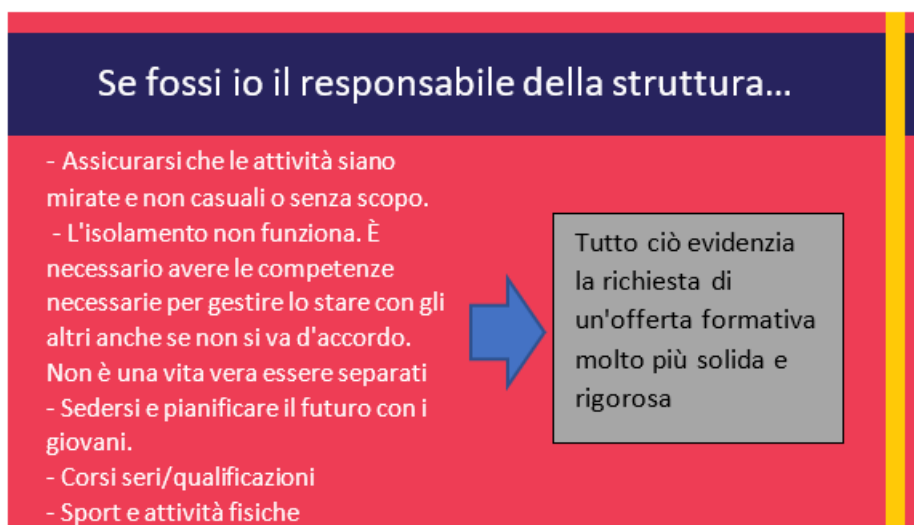 Se fossi io il responsabile della struttura...
- Assicurarsi che le attività siano
mirate e non casuali o senza scopo.
- L'isolamento non funziona. È
necessario avere le competenze
necessarie per gestire lo stare con gli
altri anche se non si va d'accordo.
Non è una vita vera essere separati
- Sedersi e pianificare il futuro con i
giovani.
- Corsi seri/qualificazioni
- Sport e attività fisiche
Tutto ciò evidenzia
la richiesta di
un'offerta formativa
molto più solida e
rigorosa